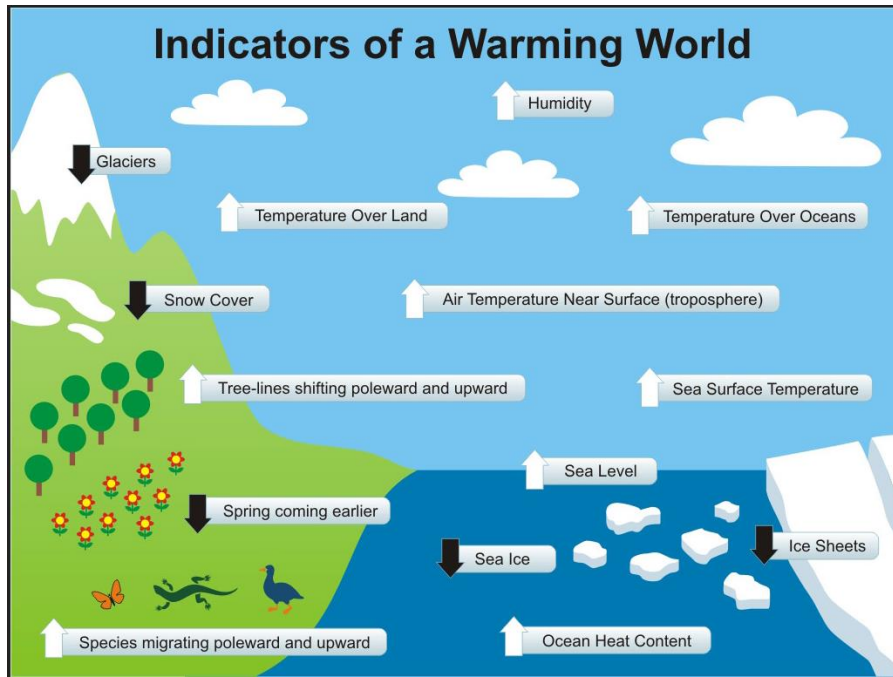 Indicators of a Warming World
Humidity
Glaciers
Temperature Over Land
Temperature Over Oceans
Snow Cover
Air Temperature Near Surface (troposphere)
Tree-lines shifting poleward and upward
Sea Surface Temperature
Sea Level
Spring coming earlier
Sea Ice
Ice Sheets
Species migrating poleward and upward
Ocean Heat Content